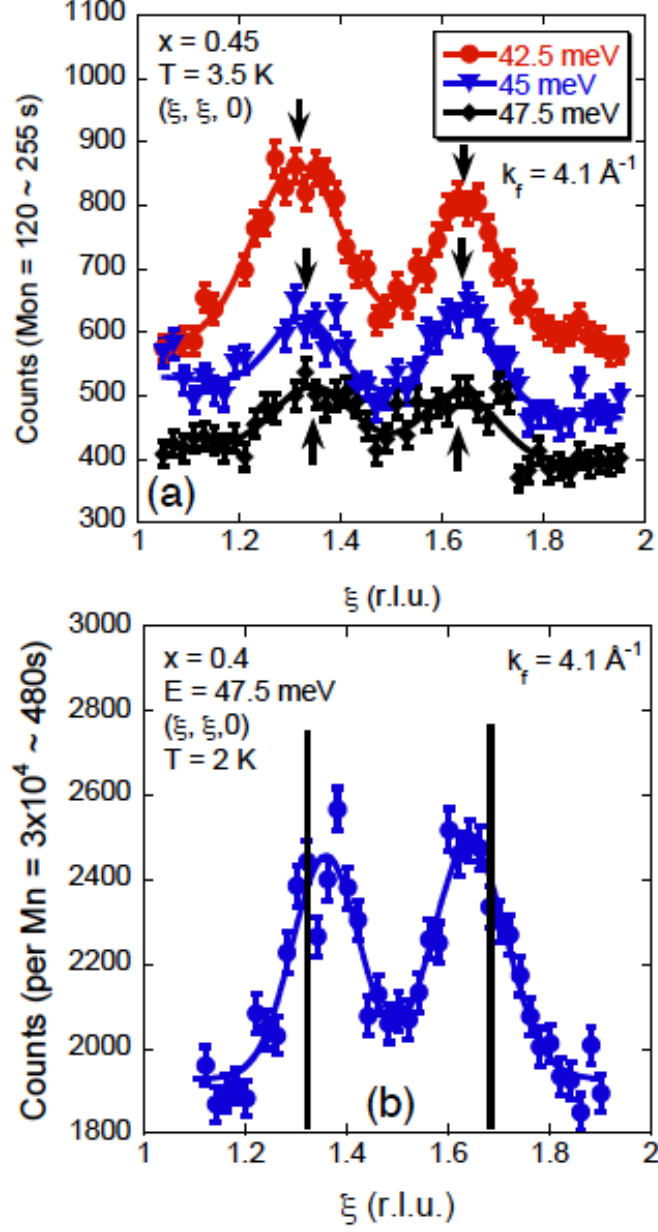 1100
1000
900
800
700
600
500
400
300
Counts (Mon = 120 ~ 255 s)
x = 0.45
T = 3.5 K
(ξ, ξ, 0)
42.5 meV
45 meV
47.5 meV
k_f = 4.1 Å⁻¹
(a)
1 1.2 1.4 1.6 1.8 2
ξ (r.l.u.)
3000
2800
2600
2400
2200
2000
1800
Counts (per Mn = 3x10⁴ ~ 480s)
x = 0.4
E = 47.5 meV
(ξ, ξ,0)
T = 2 K
k_f = 4.1 Å⁻¹
(b)
1 1.2 1.4 1.6 1.8 2
ξ (r.l.u.)